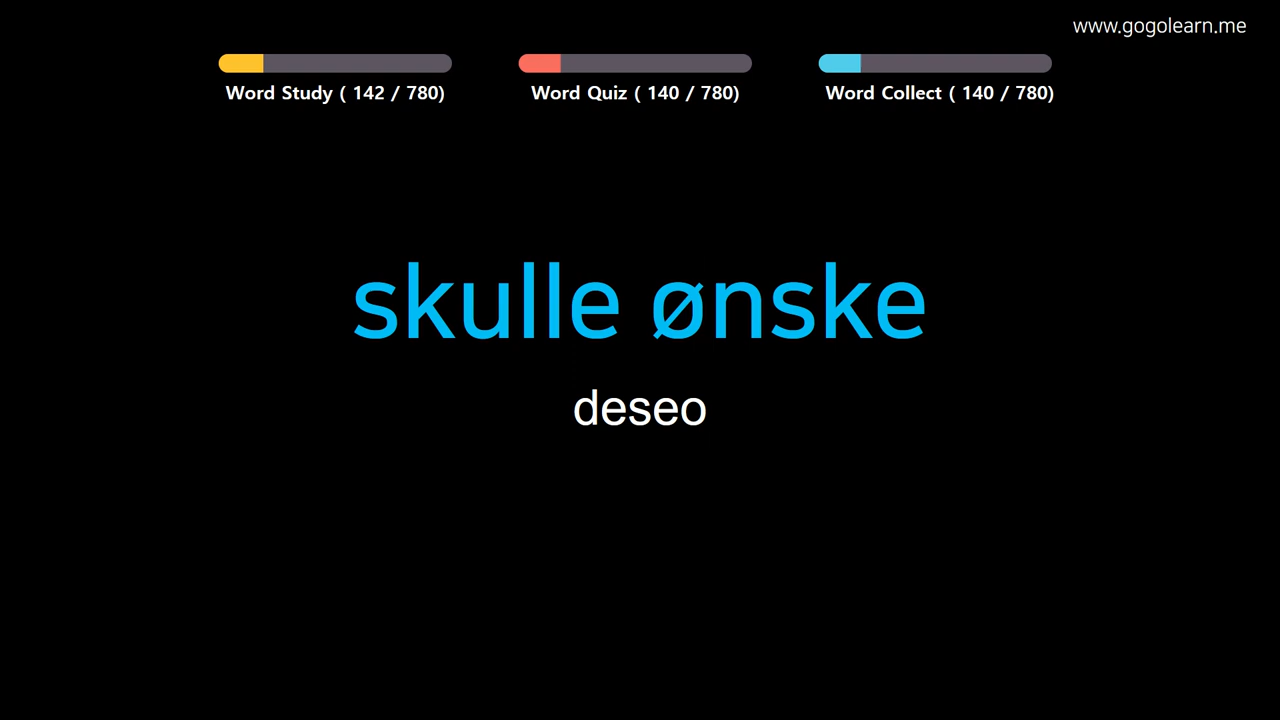 www.gogolearn.me
Word Study ( 142 / 780)
Word Quiz ( 140 / 780)
Word Collect ( 140 / 780)
skulle ønske
deseo